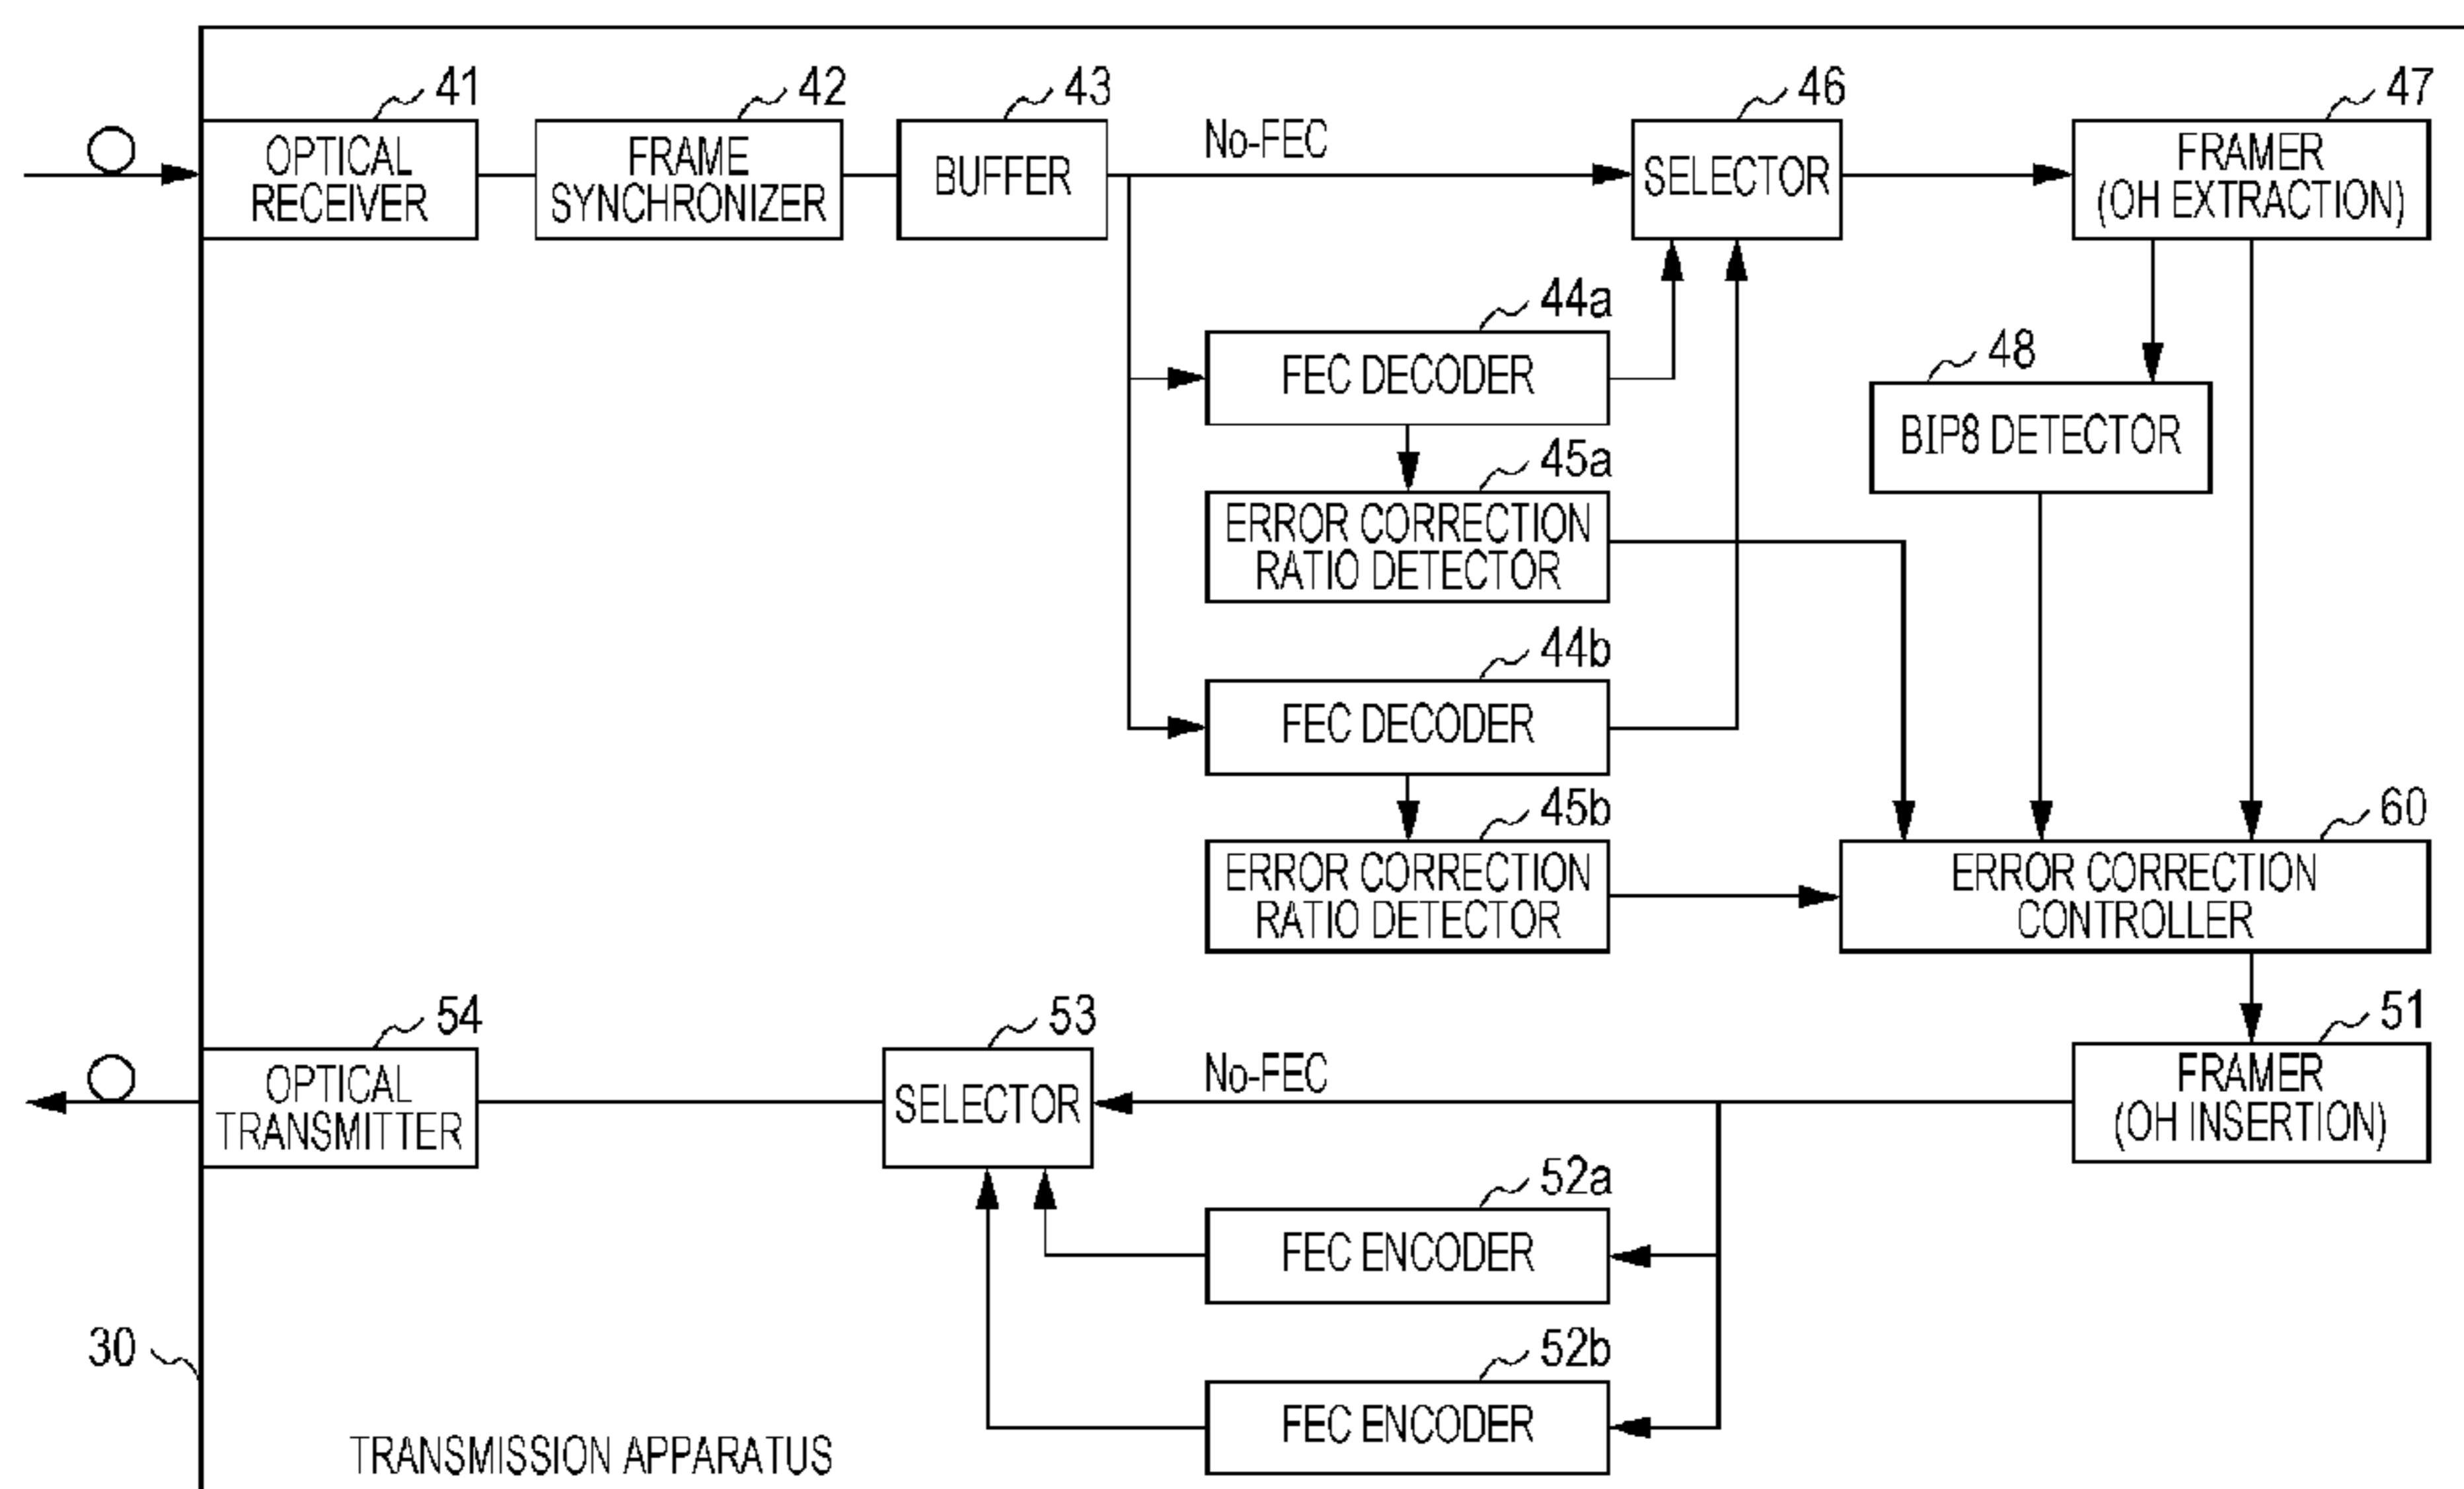 41
42
43
46
47
OPTICAL
RECEIVER
FRAME
SYNCHRONIZER
BUFFER
No-FEC
SELECTOR
FRAMER
(OH EXTRACTION)
44a
FEC DECODER
48
BIP8 DETECTOR
45a
ERROR CORRECTION
RATIO DETECTOR
44b
FEC DECODER
45b
ERROR CORRECTION
RATIO DETECTOR
60
ERROR CORRECTION
CONTROLLER
54
OPTICAL
TRANSMITTER
53
SELECTOR
No-FEC
51
FRAMER
(OH INSERTION)
52a
FEC ENCODER
52b
FEC ENCODER
30
TRANSMISSION APPARATUS